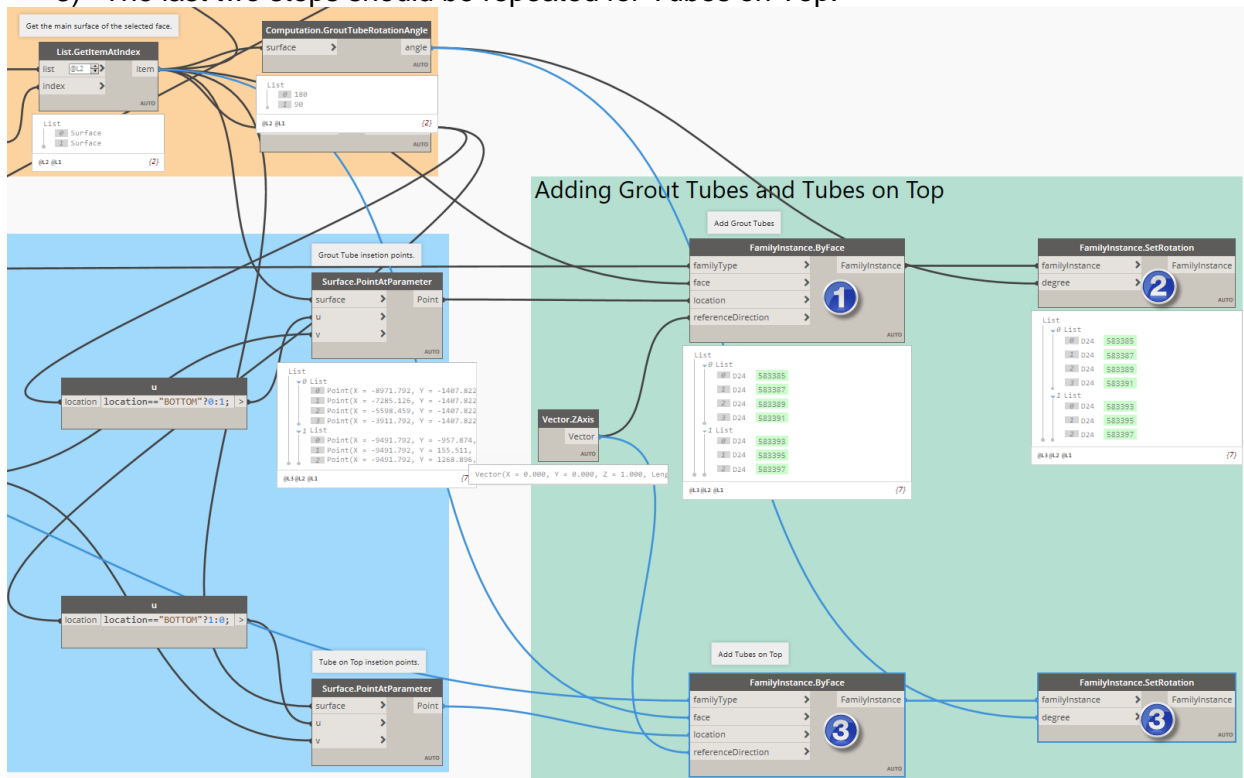 3) The last two steps should be repeated for Tubes on Top.
Get the main surface of the selected face.
List.GetItemAtIndex
list @L2 > item
index >
AUTO
List
0 Surface
1 Surface
@L2 @L1 {2}
Computation.GroutTubeRotationAngle
surface > angle
AUTO
List
0 180
1 90
@L2 @L1 {2}
AUTO
Grout Tube insetion points.
Surface.PointAtParameter
surface > Point
u >
v >
AUTO
List
0 List
0 Point(X = -8971.792, Y = -1407.822
1 Point(X = -7285.126, Y = -1407.822
2 Point(X = -5598.459, Y = -1407.822
3 Point(X = -3911.792, Y = -1407.822
1 List
0 Point(X = -9491.792, Y = -957.874,
1 Point(X = -9491.792, Y = 155.511,
2 Point(X = -9491.792, Y = 1268.896,
@L3 @L2 @L1 {7
u
location location=="BOTTOM"?0:1; >
u
location location=="BOTTOM"?1:0; >
Tube on Top insetion points.
Surface.PointAtParameter
surface > Point
u >
v >
AUTO
Adding Grout Tubes and Tubes on Top
Add Grout Tubes
FamilyInstance.ByFace
familyType > FamilyInstance
face >
location >
referenceDirection >
1
AUTO
List
0 List
0 D24 583385
1 D24 583387
2 D24 583389
3 D24 583391
1 List
0 D24 583393
1 D24 583395
2 D24 583397
@L3 @L2 @L1 {7}
Vector.ZAxis
Vector
AUTO
Vector(X = 0.000, Y = 0.000, Z = 1.000, Leng
FamilyInstance.SetRotation
familyInstance > FamilyInstance
degree >
2
AUTO
List
0 List
0 D24 583385
1 D24 583387
2 D24 583389
3 D24 583391
1 List
0 D24 583393
1 D24 583395
2 D24 583397
@L3 @L2 @L1 {7}
Add Tubes on Top
FamilyInstance.ByFace
familyType > FamilyInstance
face >
location >
referenceDirection >
3
AUTO
FamilyInstance.SetRotation
familyInstance > FamilyInstance
degree >
3
AUTO